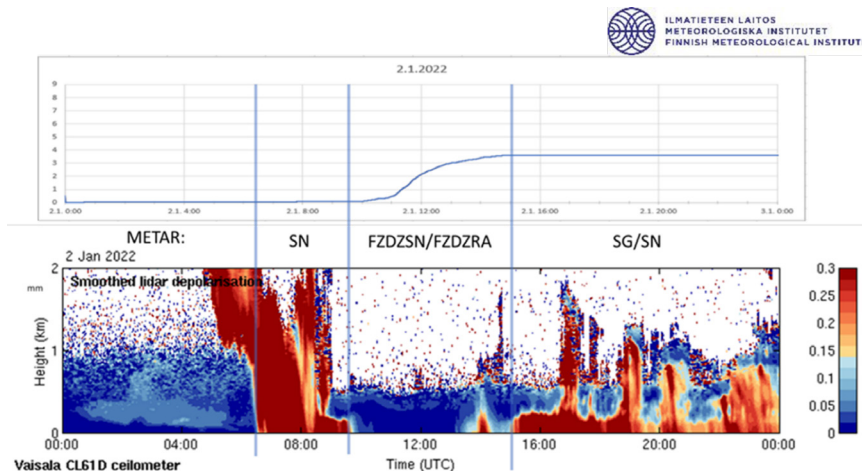 ILMATIETEEN LAITOS
METEOROLOGISKA INSTITUTET
FINNISH METEOROLOGICAL INSTITUT
2.1.2022
9
8
7
6
5
4
3
2
1
0
2.1. 0:00 2.1. 4:00 2.1. 8:00 2.1. 12:00 2.1. 16:00 2.1. 20:00 3.1. 0:00
METAR: SN FZDZSN/FZDZRA SG/SN
2 Jan 2022
2
mm
Smoothed lidar depolarisation
Height (km)
1
0
0.3
0.25
0.2
0.15
0.1
0.05
0
00:00 04:00 08:00 12:00 16:00 20:00 00:00
Vaisala CL61D ceilometer Time (UTC)